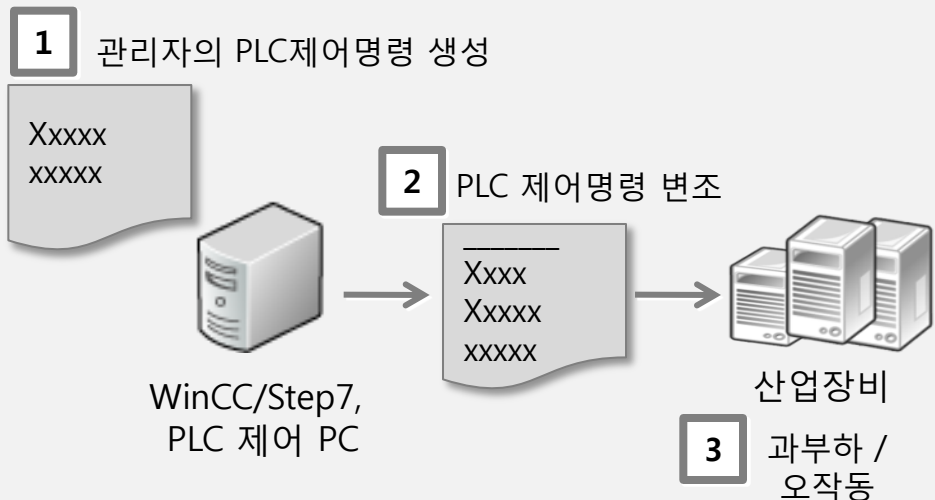 1
관리자의 PLC제어명령 생성
Xxxxx
xxxxx
2
PLC 제어명령 변조
_______
Xxxx
Xxxxx
xxxxx
WinCC/Step7,
PLC 제어 PC
산업장비
3
과부하 /
오작동